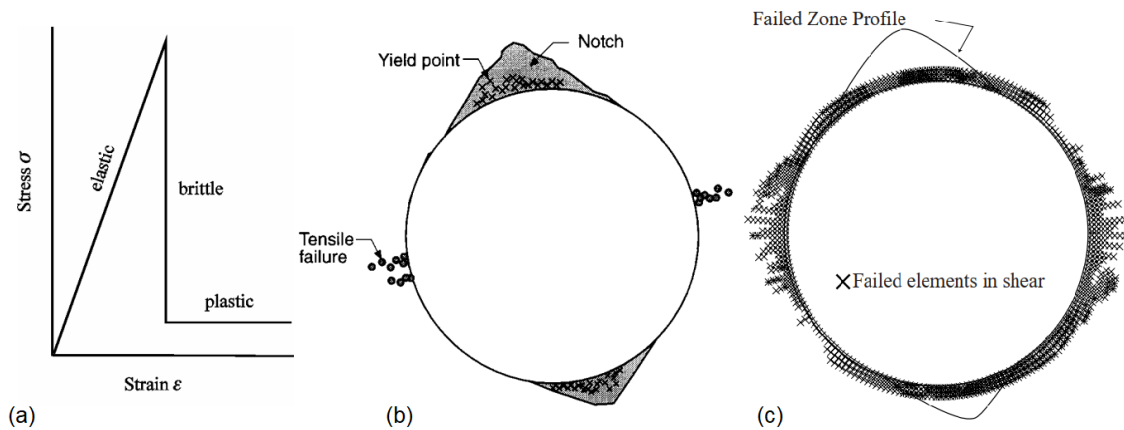 Stress σ
elastic
brittle
plastic
Strain ε
(a)
Notch
Yield point
Tensile
failure
(b)
Failed Zone Profile
Failed elements in shear
(c)